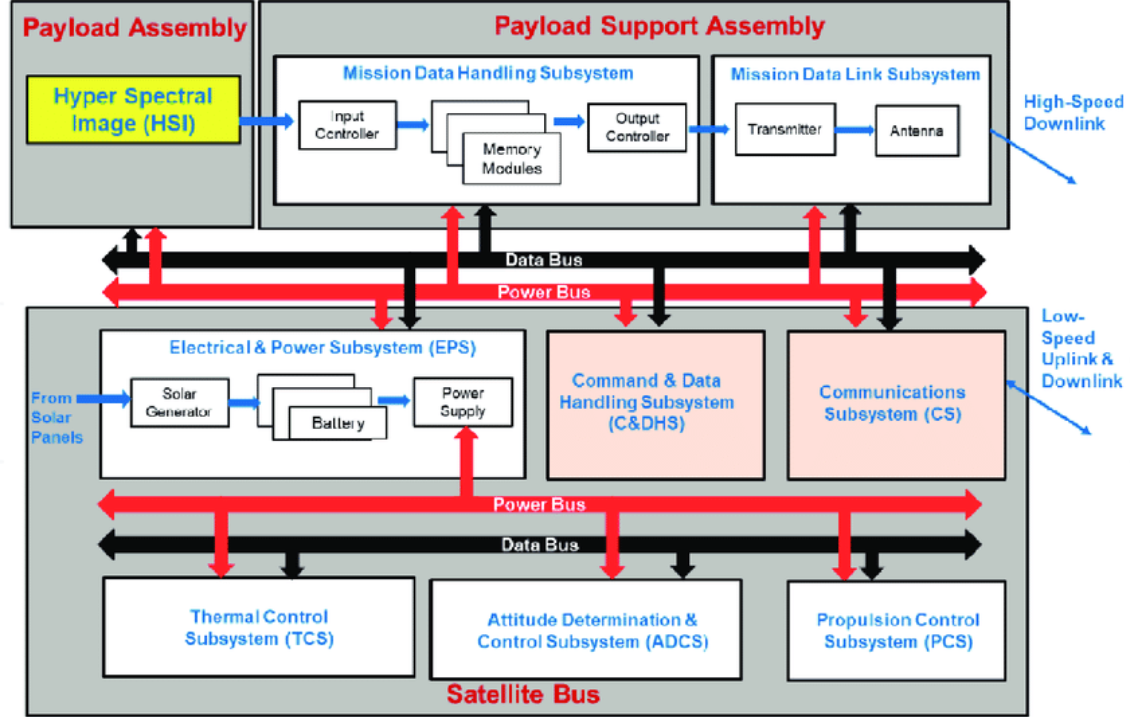 Payload Assembly
Payload Support Assembly
Hyper Spectral
Image (HSI)
Mission Data Handling Subsystem
Input
Controller
Memory
Modules
Output
Controller
Mission Data Link Subsystem
Transmitter
Antenna
High-Speed
Downlink
Data Bus
Power Bus
Electrical & Power Subsystem (EPS)
From
Solar
Panels
Solar
Generator
Battery
Power
Supply
Command & Data
Handling Subsystem
(C&DHS)
Communications
Subsystem (CS)
Low-
Speed
Uplink &
Downlink
Power Bus
Data Bus
Thermal Control
Subsystem (TCS)
Attitude Determination &
Control Subsystem (ADCS)
Propulsion Control
Subsystem (PCS)
Satellite Bus